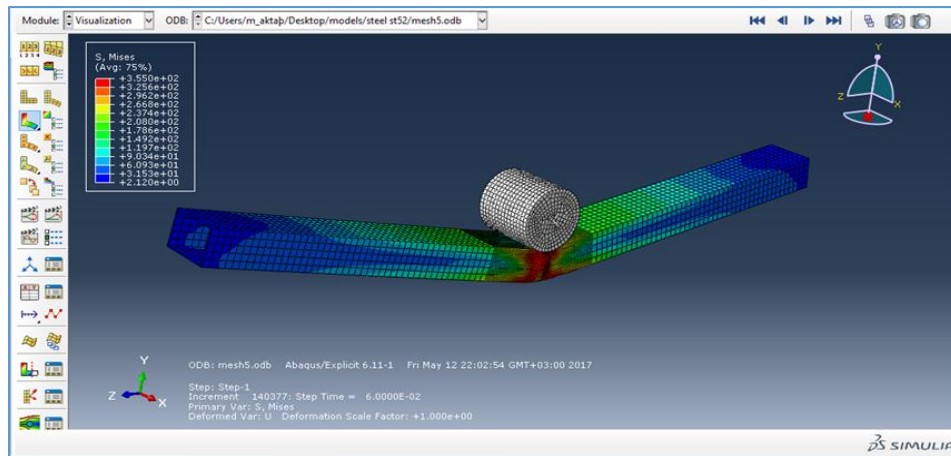 Module: Visualization ODB: C:/Users/m_aktaþ/Desktop/models/steel st52/mesh5.odb
S, Mises
(Avg: 75%)
+3.550e+02
+3.256e+02
+2.962e+02
+2.668e+02
+2.374e+02
+2.080e+02
+1.786e+02
+1.492e+02
+1.197e+02
+9.034e+01
+6.093e+01
+3.153e+01
+2.120e+00
Y
Z
X
ODB: mesh5.odb Abaqus/Explicit 6.11-1 Fri May 12 22:02:54 GMT+03:00 2017
Step: Step-1
Increment 140377: Step Time = 6.0000E-02
Primary Var: S, Mises
Deformed Var: U Deformation Scale Factor: +1.000e+00
Y
Z
X
SIMULIA